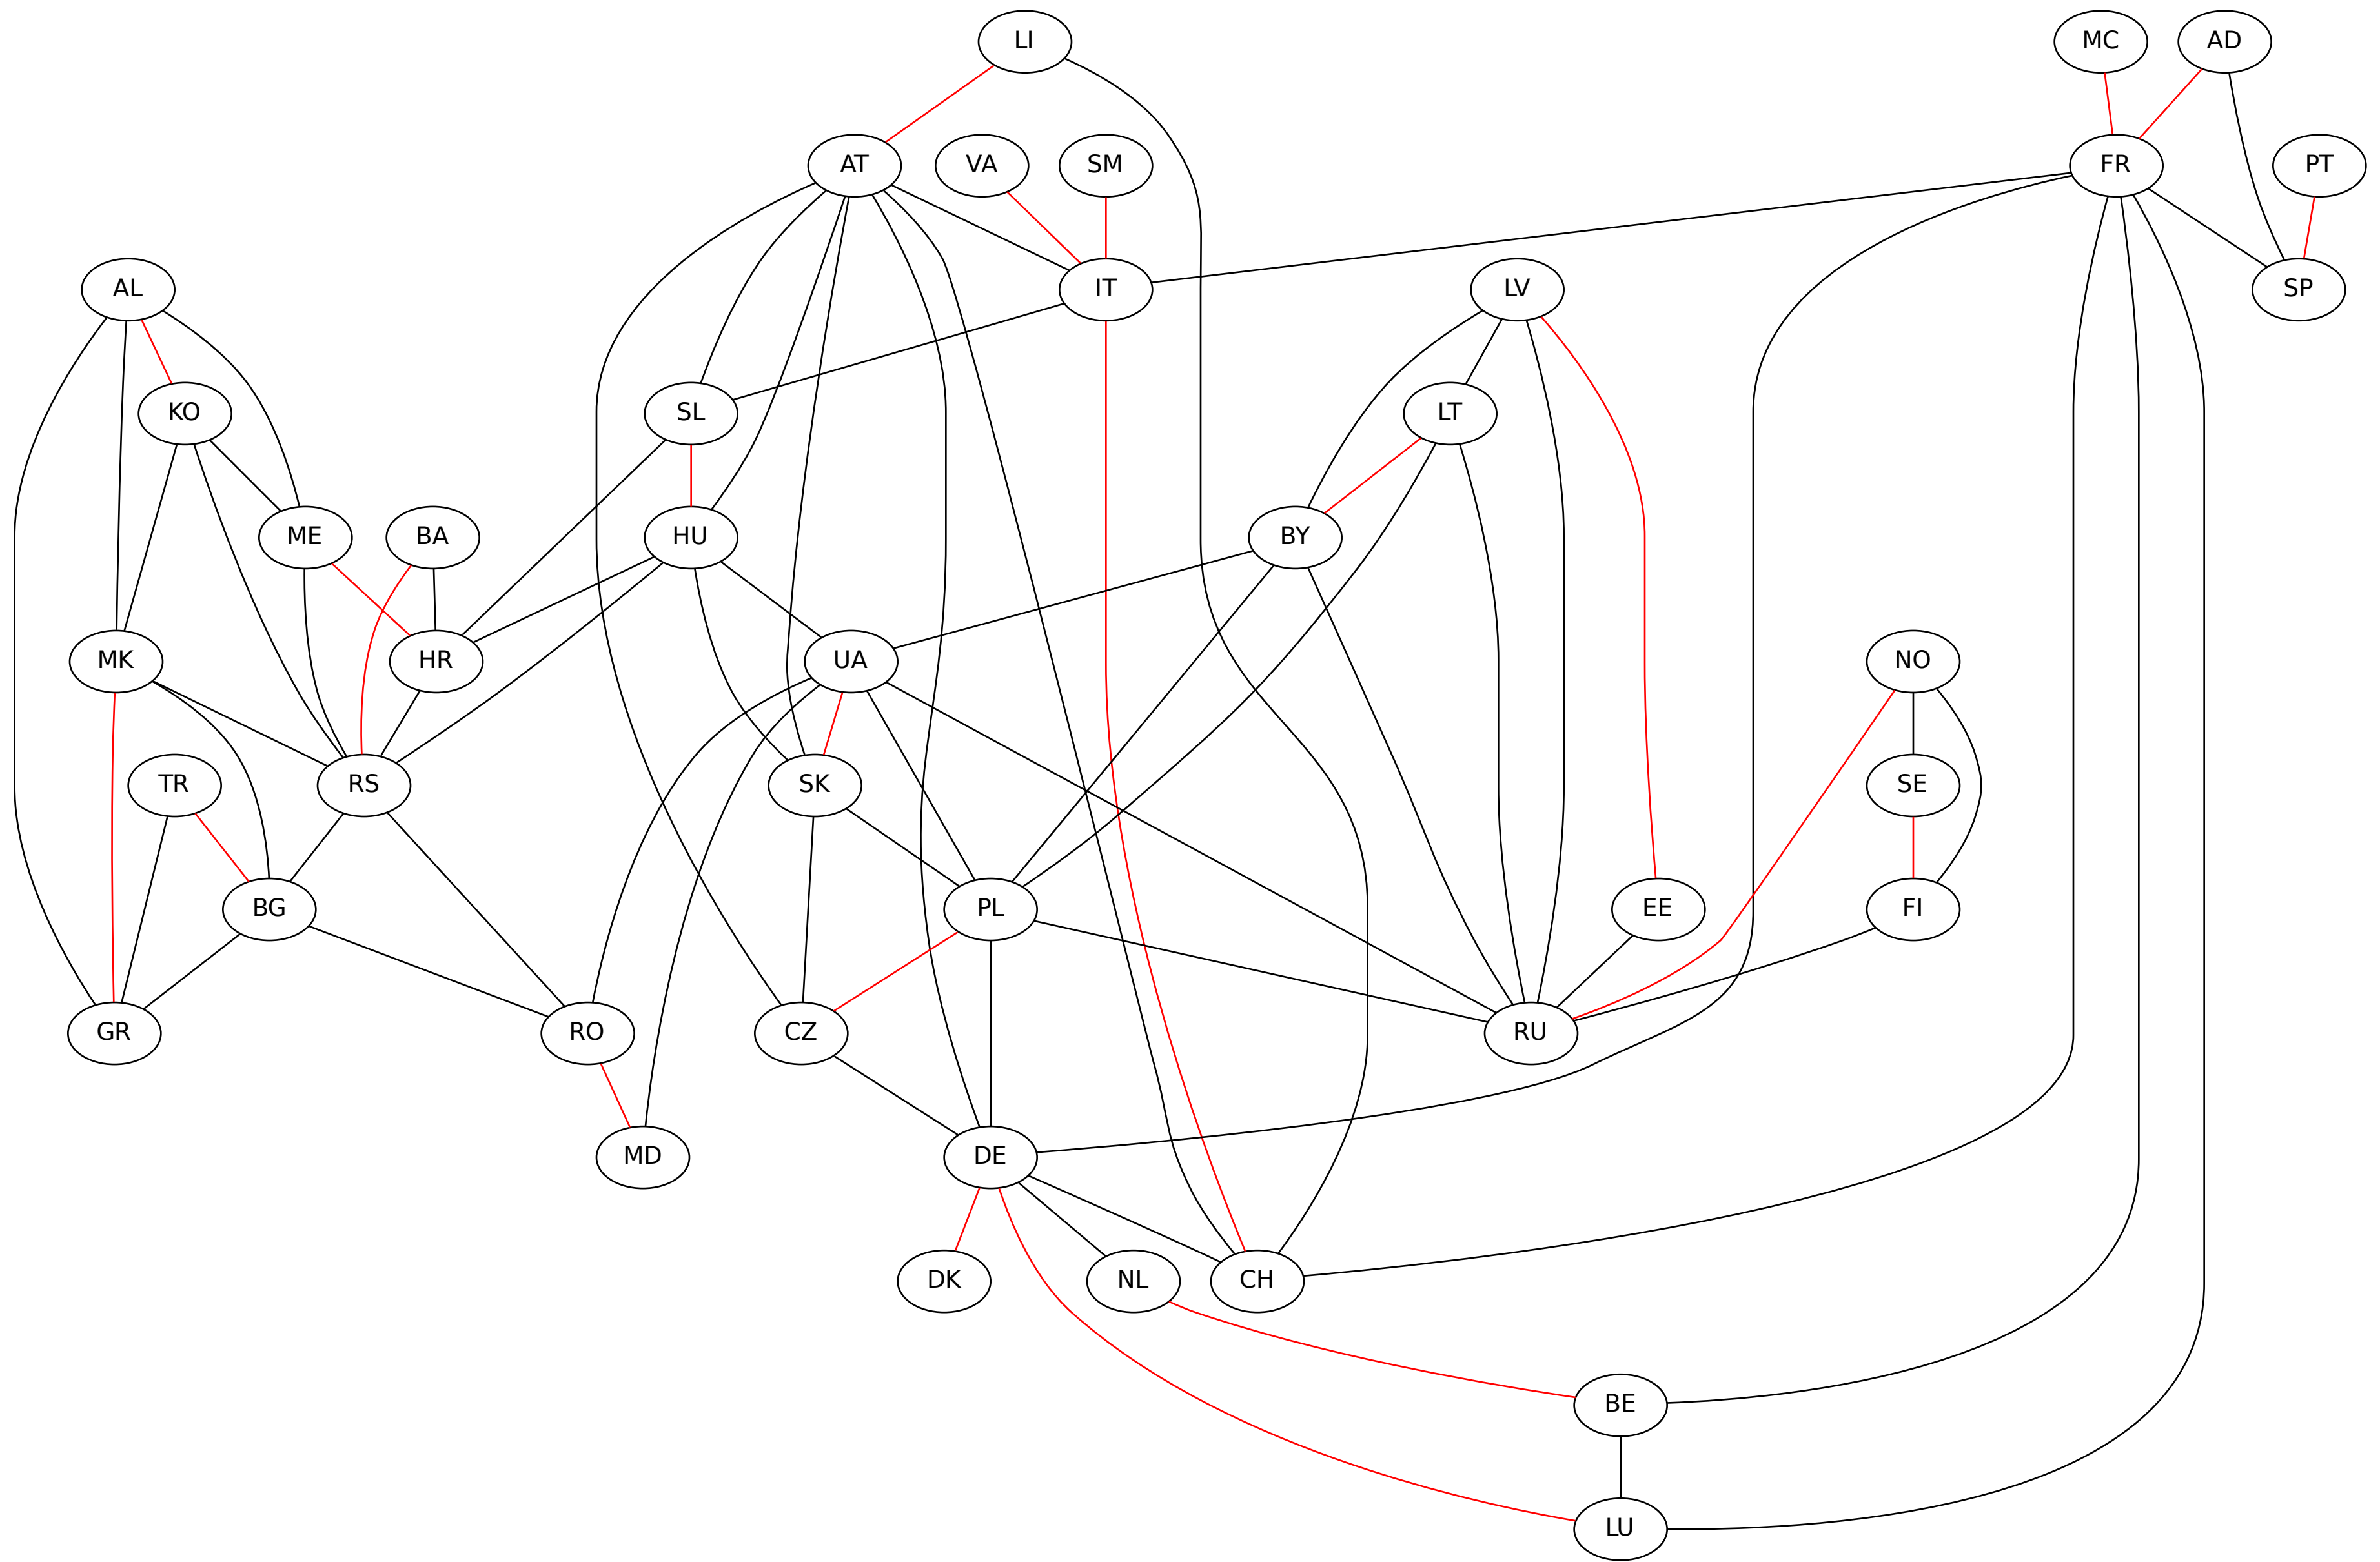 LI
MC
AD
AT
VA
SM
FR
PT
AL
IT
LV
SP
KO
SL
LT
ME
BA
HU
BY
MK
HR
UA
NO
TR
RS
SK
SE
BG
PL
EE
FI
GR
RO
CZ
RU
MD
DE
DK
NL
CH
BE
LU